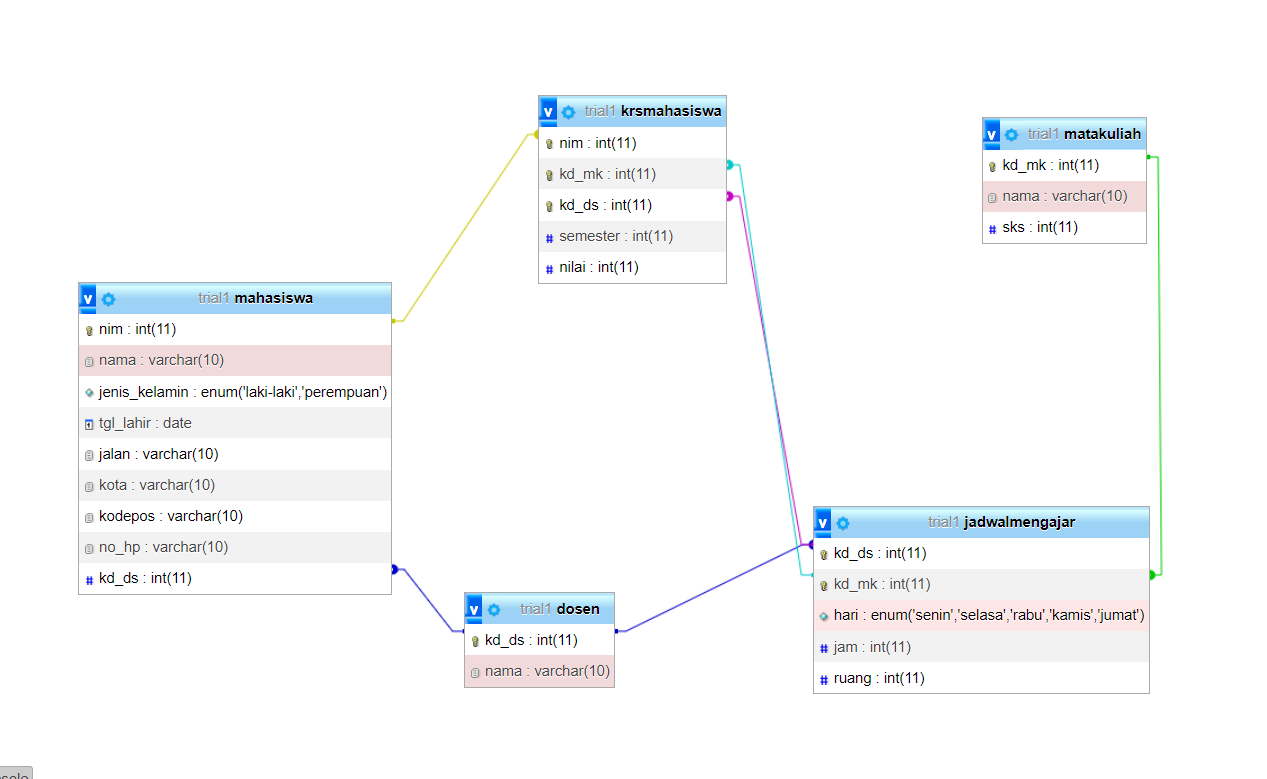 trial1 krsmahasiswa
nim : int(11)
kd_mk : int(11)
kd_ds : int(11)
semester : int(11)
nilai : int(11)
v trial1 matakuliah
kd_mk : int(11)
nama : varchar(10)
sks : int(11)
v trial1 mahasiswa
nim : int(11)
nama : varchar(10)
jenis_kelamin : enum('laki-laki','perempuan')
tgl_lahir : date
jalan : varchar(10)
kota : varchar(10)
kodepos : varchar(10)
no_hp : varchar(10)
kd_ds : int(11)
v trial1 dosen
kd_ds : int(11)
nama : varchar(10)
v trial1 jadwalmengajar
kd_ds : int(11)
kd_mk : int(11)
hari : enum('senin','selasa','rabu','kamis','jumat')
jam : int(11)
ruang : int(11)